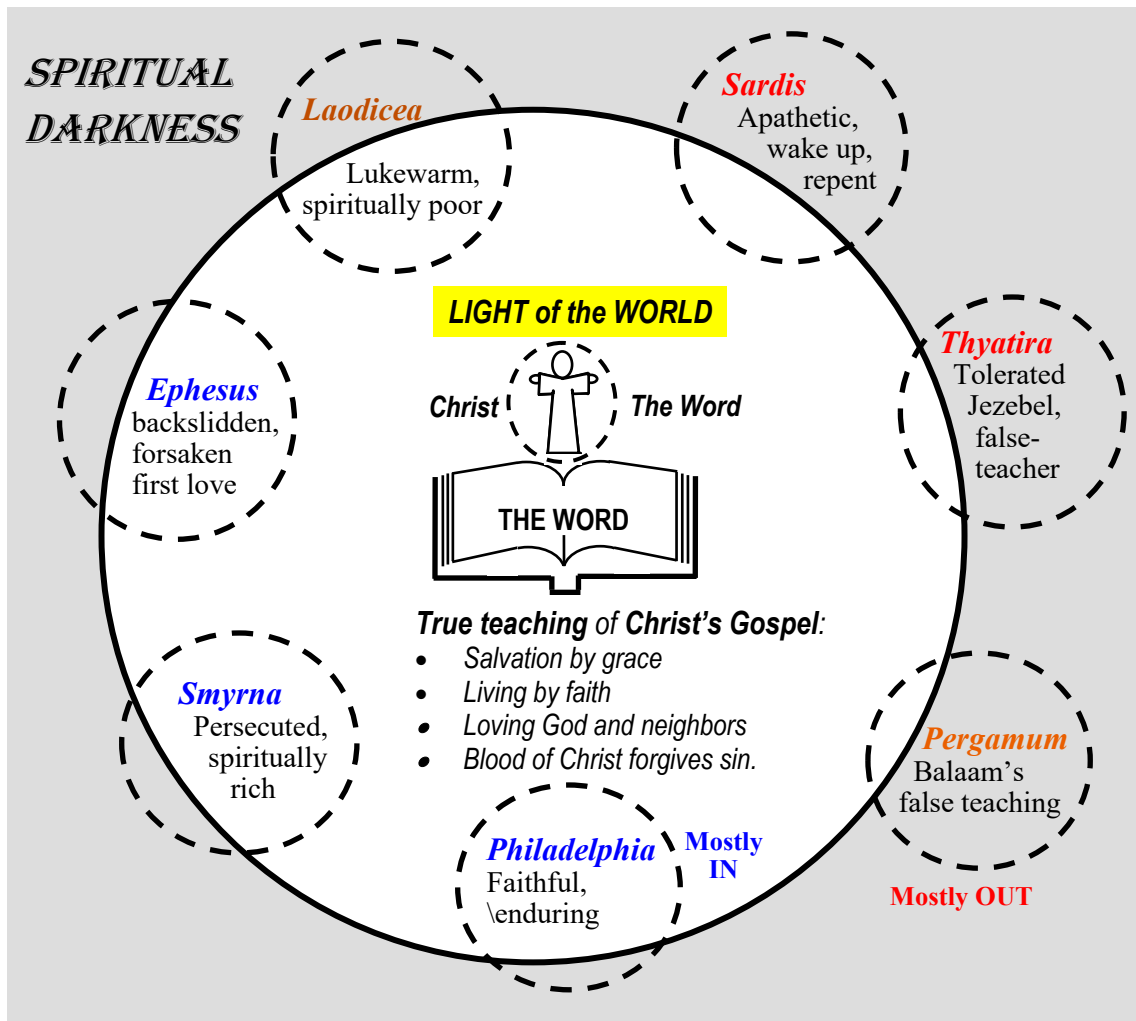 SPIRITUAL
DARKNESS
Laodicea
Lukewarm,
spiritually poor
Sardis
Apathetic,
wake up,
repent
LIGHT of the WORLD
Christ
The Word
THE WORD
Ephesus
backslidden,
forsaken
first love
Thyatira
Tolerated
Jezebel,
false-
teacher
True teaching of Christ’s Gospel:
• Salvation by grace
• Living by faith
• Loving God and neighbors
• Blood of Christ forgives sin.
Smyrna
Persecuted,
spiritually
rich
Pergamum
Balaam’s
false teaching
Philadelphia
Faithful,
\enduring
Mostly
IN
Mostly OUT